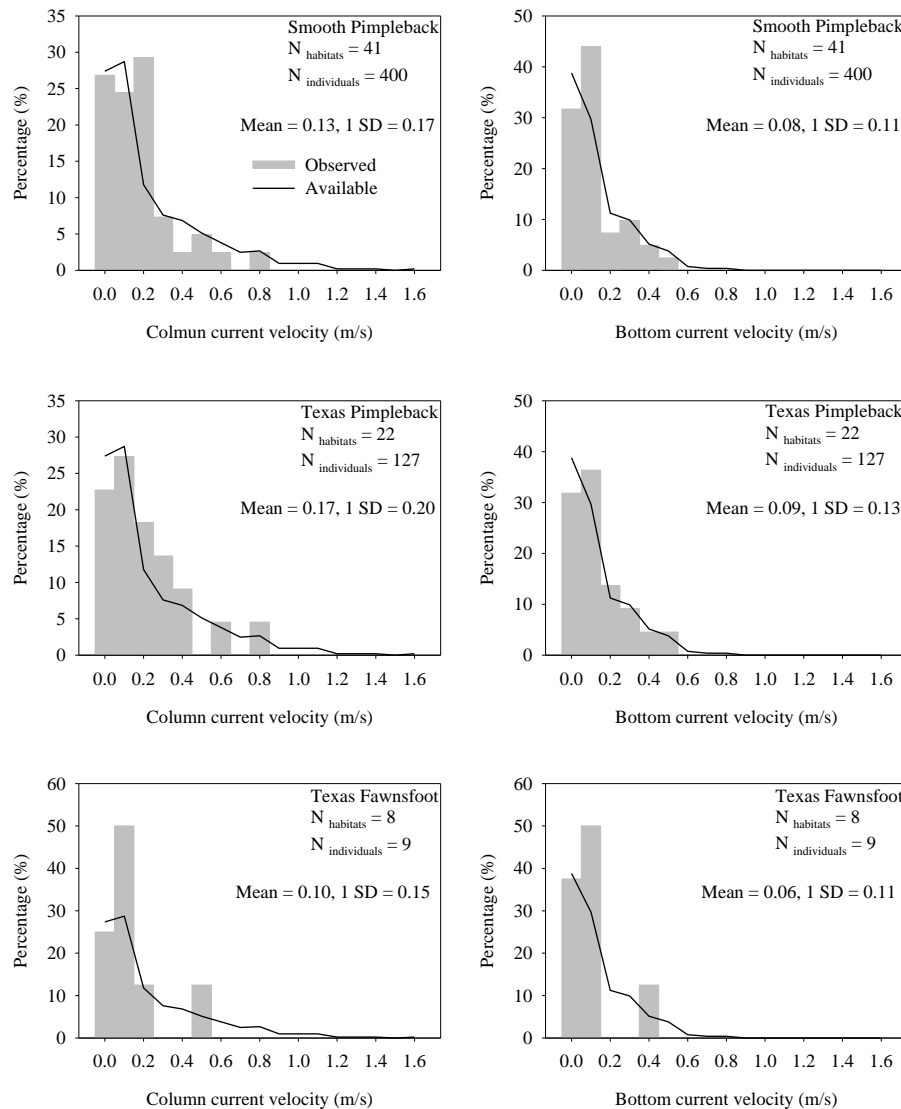 Smooth Pimpleback
N habitats = 41
N individuals = 400
Mean = 0.13, 1 SD = 0.17
Observed
Available
Percentage (%)
35
30
25
20
15
10
5
0
0.0 0.2 0.4 0.6 0.8 1.0 1.2 1.4 1.6
Colmun current velocity (m/s)
Smooth Pimpleback
N habitats = 41
N individuals = 400
Mean = 0.08, 1 SD = 0.11
Percentage (%)
50
40
30
20
10
0
0.0 0.2 0.4 0.6 0.8 1.0 1.2 1.4 1.6
Bottom current velocity (m/s)
Texas Pimpleback
N habitats = 22
N individuals = 127
Mean = 0.17, 1 SD = 0.20
Percentage (%)
35
30
25
20
15
10
5
0
0.0 0.2 0.4 0.6 0.8 1.0 1.2 1.4 1.6
Column current velocity (m/s)
Texas Pimpleback
N habitats = 22
N individuals = 127
Mean = 0.09, 1 SD = 0.13
Percentage (%)
50
40
30
20
10
0
0.0 0.2 0.4 0.6 0.8 1.0 1.2 1.4 1.6
Bottom current velocity (m/s)
Texas Fawnsfoot
N habitats = 8
N individuals = 9
Mean = 0.10, 1 SD = 0.15
Percentage (%)
60
50
40
30
20
10
0
0.0 0.2 0.4 0.6 0.8 1.0 1.2 1.4 1.6
Column current velocity (m/s)
Texas Fawnsfoot
N habitats = 8
N individuals = 9
Mean = 0.06, 1 SD = 0.11
Percentage (%)
60
50
40
30
20
10
0
0.0 0.2 0.4 0.6 0.8 1.0 1.2 1.4 1.6
Bottom current velocity (m/s)